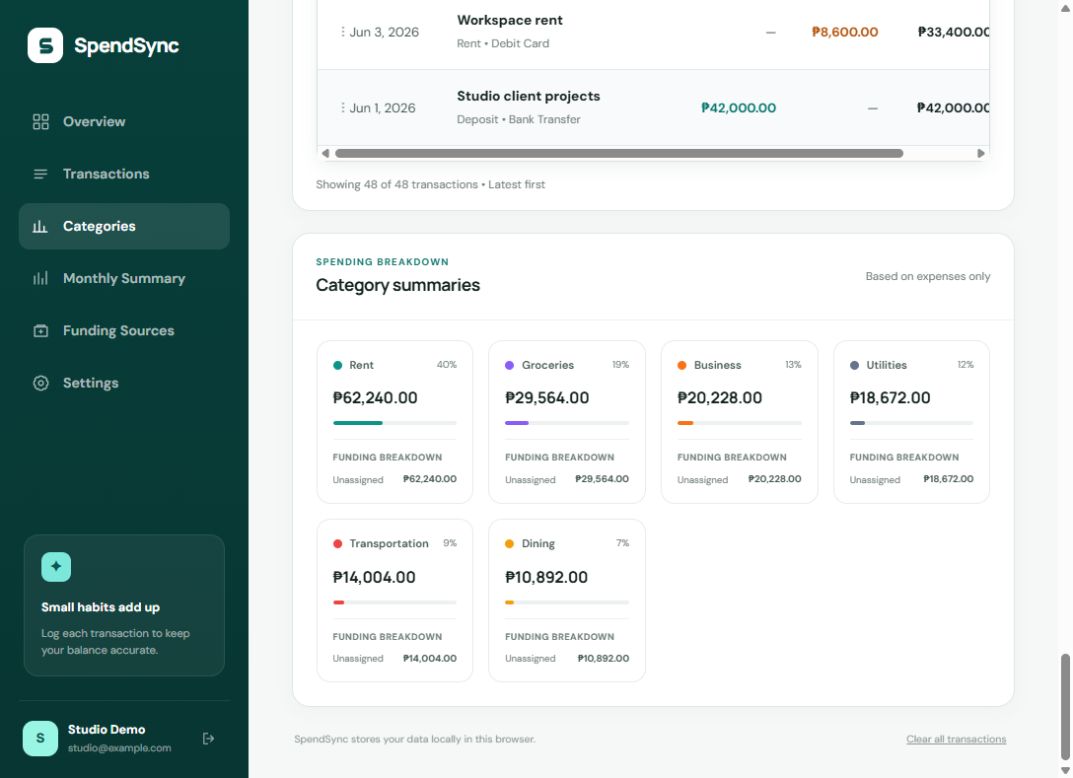 SpendSync
Overview
Transactions
Categories
Monthly Summary
Funding Sources
Settings
Small habits add up
Log each transaction to keep
your balance accurate.
S
Studio Demo
studio@example.com
Jun 3, 2026 Workspace rent — ₱8,600.00 ₱33,400.00
Rent • Debit Card
Jun 1, 2026 Studio client projects ₱42,000.00 — ₱42,000.00
Deposit • Bank Transfer
Showing 48 of 48 transactions • Latest first
SPENDING BREAKDOWN
Category summaries
Based on expenses only
Rent 40%
₱62,240.00
FUNDING BREAKDOWN
Unassigned ₱62,240.00
Groceries 19%
₱29,564.00
FUNDING BREAKDOWN
Unassigned ₱29,564.00
Business 13%
₱20,228.00
FUNDING BREAKDOWN
Unassigned ₱20,228.00
Utilities 12%
₱18,672.00
FUNDING BREAKDOWN
Unassigned ₱18,672.00
Transportation 9%
₱14,004.00
FUNDING BREAKDOWN
Unassigned ₱14,004.00
Dining 7%
₱10,892.00
FUNDING BREAKDOWN
Unassigned ₱10,892.00
SpendSync stores your data locally in this browser.
Clear all transactions